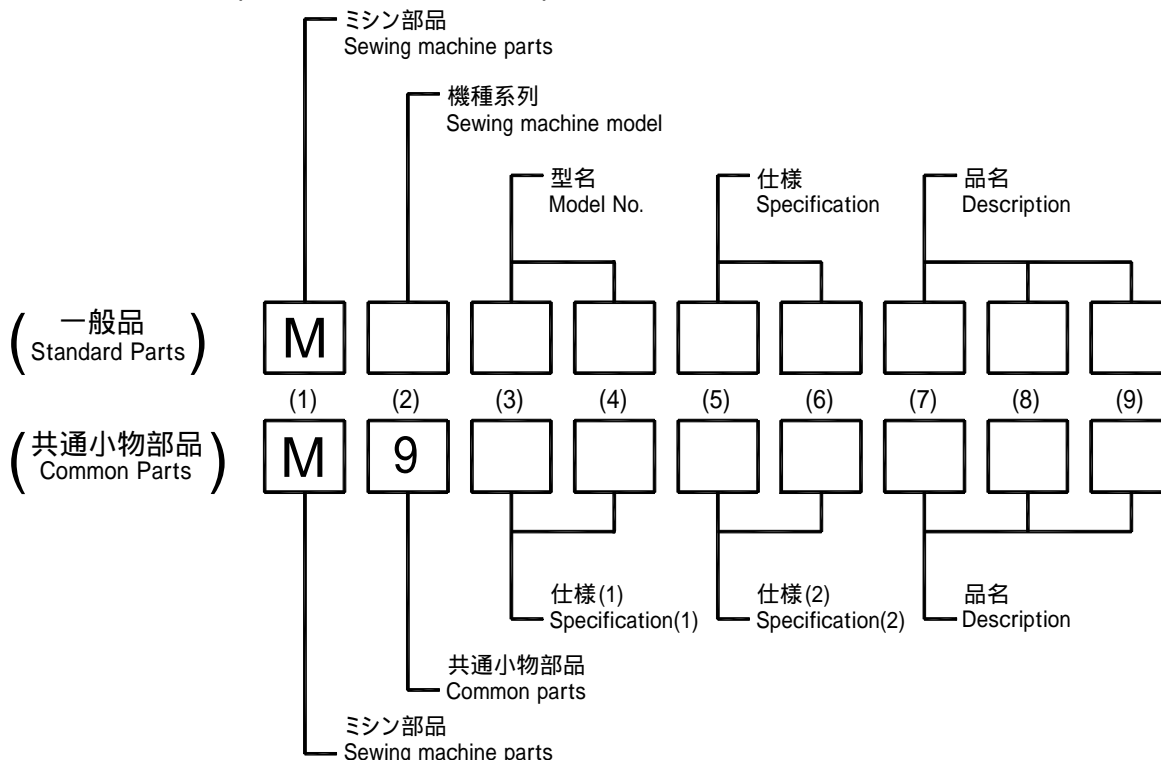 ミシン部品
Sewing machine parts
機種系列
Sewing machine model
型名
Model No.
仕様
Specification
品名
Description
(一般品
Standard Parts)
M
(1) (2) (3) (4) (5) (6) (7) (8) (9)
(共通小物部品
Common Parts)
M 9
仕様(1)
Specification(1)
仕様(2)
Specification(2)
品名
Description
共通小物部品
Common parts
ミシン部品
Sewing machine parts